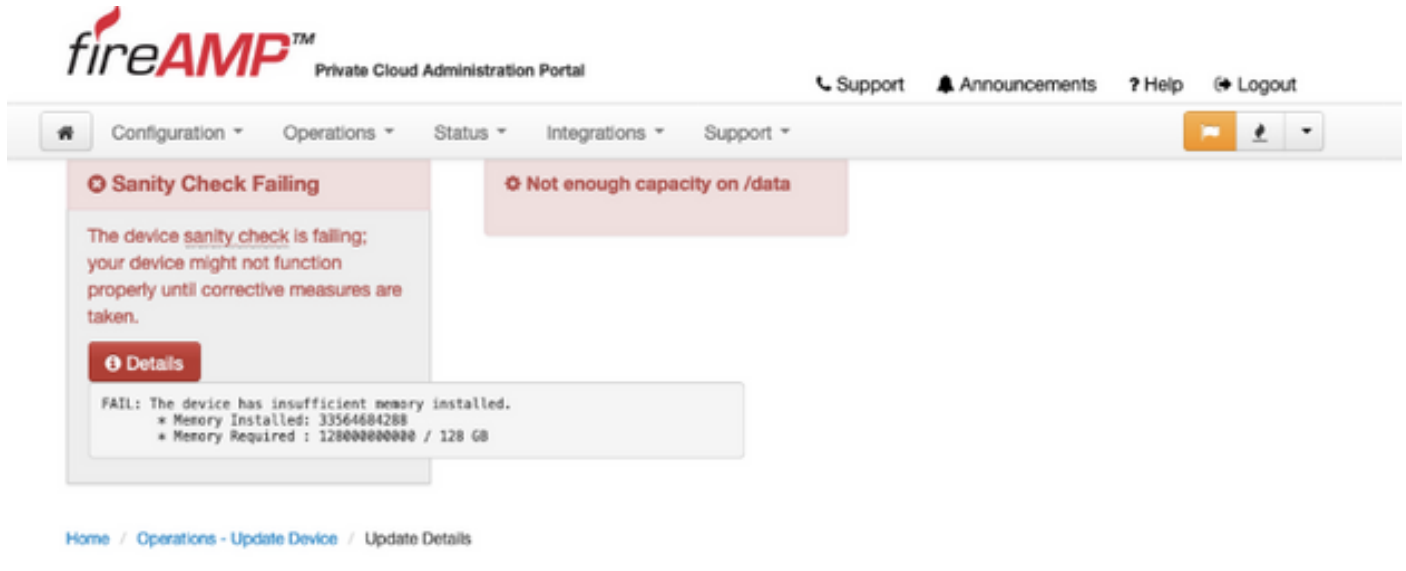 fireAMP™ Private Cloud Administration Portal
Support Announcements ? Help Logout
Configuration Operations Status Integrations Support
Sanity Check Failing
The device sanity check is failing;
your device might not function
properly until corrective measures are
taken.
Details
FAIL: The device has insufficient memory installed.
* Memory Installed: 33564684288
* Memory Required : 128000000000 / 128 GB
Not enough capacity on /data
Home / Operations - Update Device / Update Details